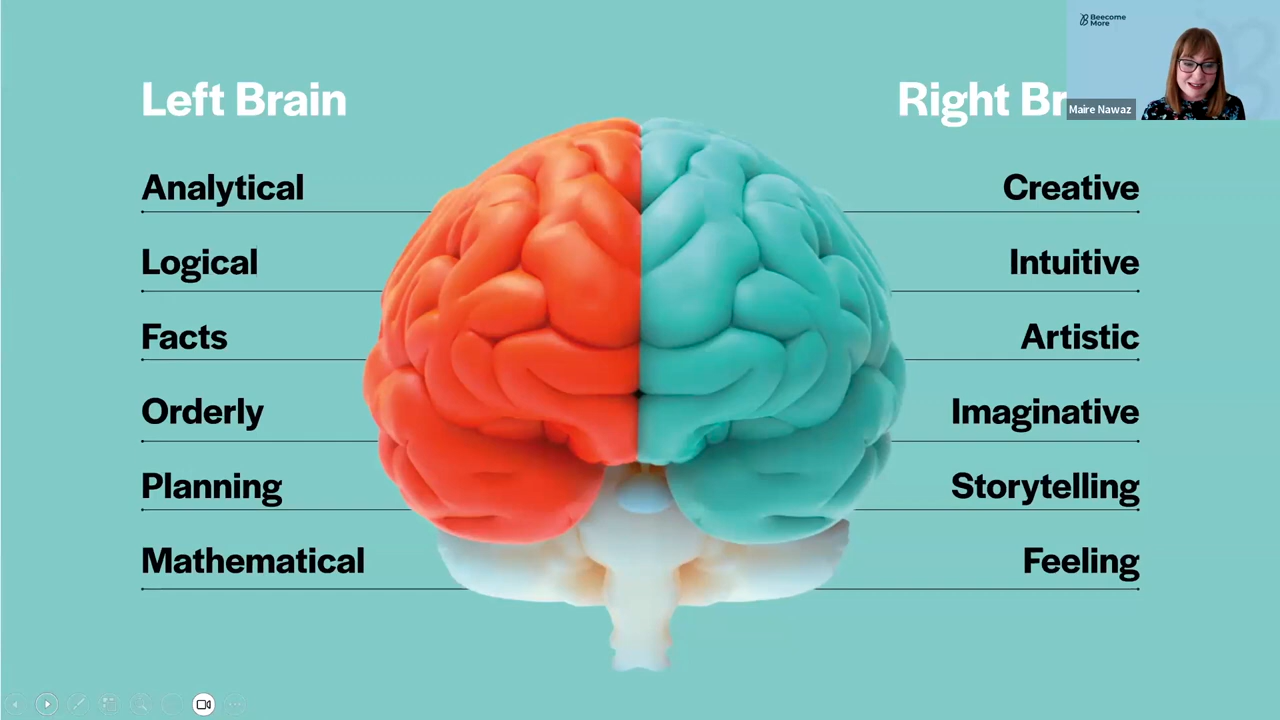 Beecome
More
Maire Nawaz
Left Brain
Right Br
Analytical
Creative
Logical
Intuitive
Facts
Artistic
Orderly
Imaginative
Planning
Storytelling
Mathematical
Feeling